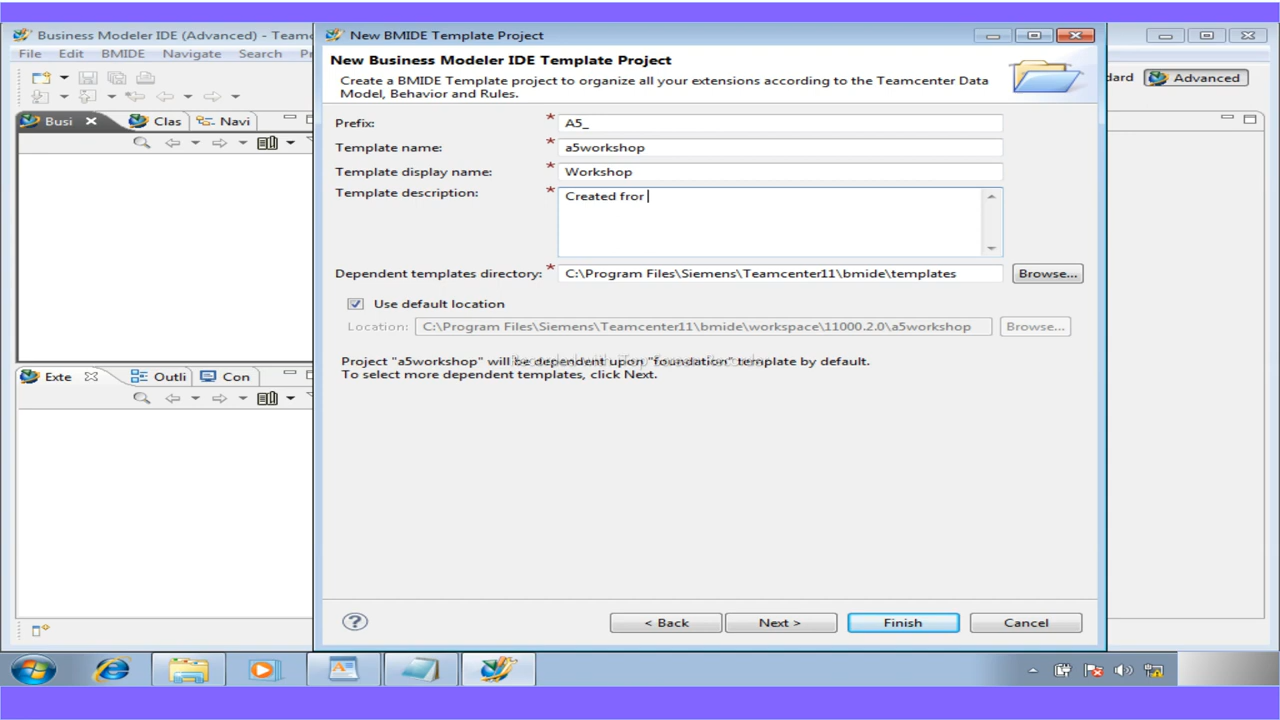 Business Modeler IDE (Advanced) - Teamc
New BMIDE Template Project
File Edit BMIDE Navigate Search Pr
New Business Modeler IDE Template Project
Create a BMIDE Template project to organize all your extensions according to the Teamcenter Data
Model, Behavior and Rules.
dard Advanced
Busi Clas Navi
Prefix: * A5_
Template name: * a5workshop
Template display name: * Workshop
Template description: * Created fror
Dependent templates directory: * C:\Program Files\Siemens\Teamcenter11\bmide\templates Browse...
Use default location
Location: C:\Program Files\Siemens\Teamcenter11\bmide\workspace\11000.2.0\a5workshop Browse...
Project "a5workshop" will be dependent upon "foundation" template by default.
To select more dependent templates, click Next.
Exte Outli Con
? < Back Next > Finish Cancel